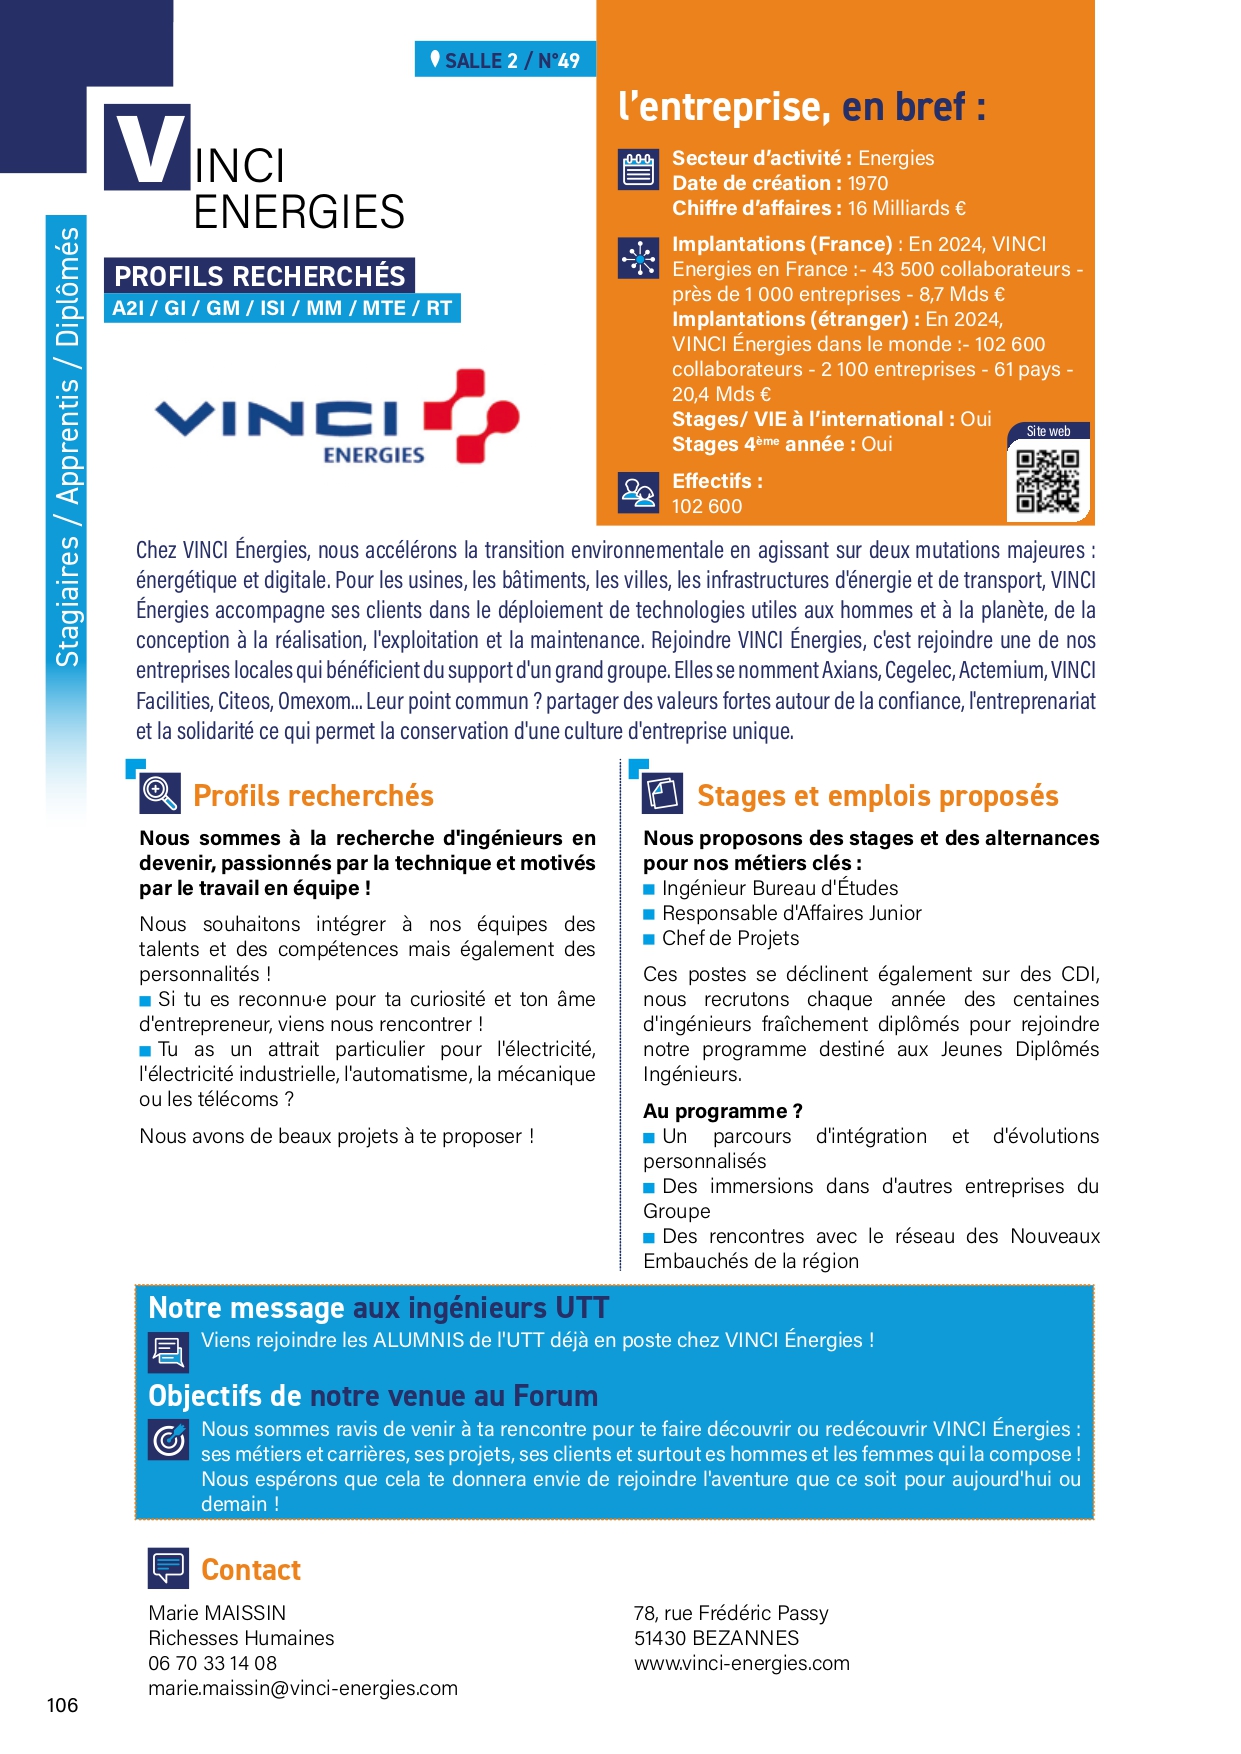 SALLE 2 / N°49
VINCI
ENERGIES
PROFILS RECHERCHÉS
A2I / GI / GM / ISI / MM / MTE / RT
Stagiaires / Apprentis / Diplômés
VINCI
ENERGIES
l’entreprise, en bref :
Secteur d’activité : Energies
Date de création : 1970
Chiffre d’affaires : 16 Milliards €
Implantations (France) : En 2024, VINCI
Energies en France :- 43 500 collaborateurs -
près de 1 000 entreprises - 8,7 Mds €
Implantations (étranger) : En 2024,
VINCI Énergies dans le monde :- 102 600
collaborateurs - 2 100 entreprises - 61 pays -
20,4 Mds €
Stages/ VIE à l’international : Oui
Stages 4ème année : Oui
Site web
Effectifs :
102 600
Chez VINCI Énergies, nous accélérons la transition environnementale en agissant sur deux mutations majeures :
énergétique et digitale. Pour les usines, les bâtiments, les villes, les infrastructures d'énergie et de transport, VINCI
Énergies accompagne ses clients dans le déploiement de technologies utiles aux hommes et à la planète, de la
conception à la réalisation, l'exploitation et la maintenance. Rejoindre VINCI Énergies, c'est rejoindre une de nos
entreprises locales qui bénéficient du support d'un grand groupe. Elles se nomment Axians, Cegelec, Actemium, VINCI
Facilities, Citeos, Omexom... Leur point commun ? partager des valeurs fortes autour de la confiance, l'entreprenariat
et la solidarité ce qui permet la conservation d'une culture d'entreprise unique.
Profils recherchés
Nous sommes à la recherche d'ingénieurs en
devenir, passionnés par la technique et motivés
par le travail en équipe !
Nous souhaitons intégrer à nos équipes des
talents et des compétences mais également des
personnalités !
■ Si tu es reconnu·e pour ta curiosité et ton âme
d'entrepreneur, viens nous rencontrer !
■ Tu as un attrait particulier pour l'électricité,
l'électricité industrielle, l'automatisme, la mécanique
ou les télécoms ?
Nous avons de beaux projets à te proposer !
Stages et emplois proposés
Nous proposons des stages et des alternances
pour nos métiers clés :
■ Ingénieur Bureau d'Études
■ Responsable d'Affaires Junior
■ Chef de Projets
Ces postes se déclinent également sur des CDI,
nous recrutons chaque année des centaines
d'ingénieurs fraîchement diplômés pour rejoindre
notre programme destiné aux Jeunes Diplômés
Ingénieurs.
Au programme ?
■ Un parcours d'intégration et d'évolutions
personnalisés
■ Des immersions dans d'autres entreprises du
Groupe
■ Des rencontres avec le réseau des Nouveaux
Embauchés de la région
Notre message aux ingénieurs UTT
Viens rejoindre les ALUMNIS de l'UTT déjà en poste chez VINCI Énergies !
Objectifs de notre venue au Forum
Nous sommes ravis de venir à ta rencontre pour te faire découvrir ou redécouvrir VINCI Énergies :
ses métiers et carrières, ses projets, ses clients et surtout es hommes et les femmes qui la compose !
Nous espérons que cela te donnera envie de rejoindre l'aventure que ce soit pour aujourd'hui ou
demain !
Contact
Marie MAISSIN
Richesses Humaines
06 70 33 14 08
marie.maissin@vinci-energies.com
78, rue Frédéric Passy
51430 BEZANNES
www.vinci-energies.com
106